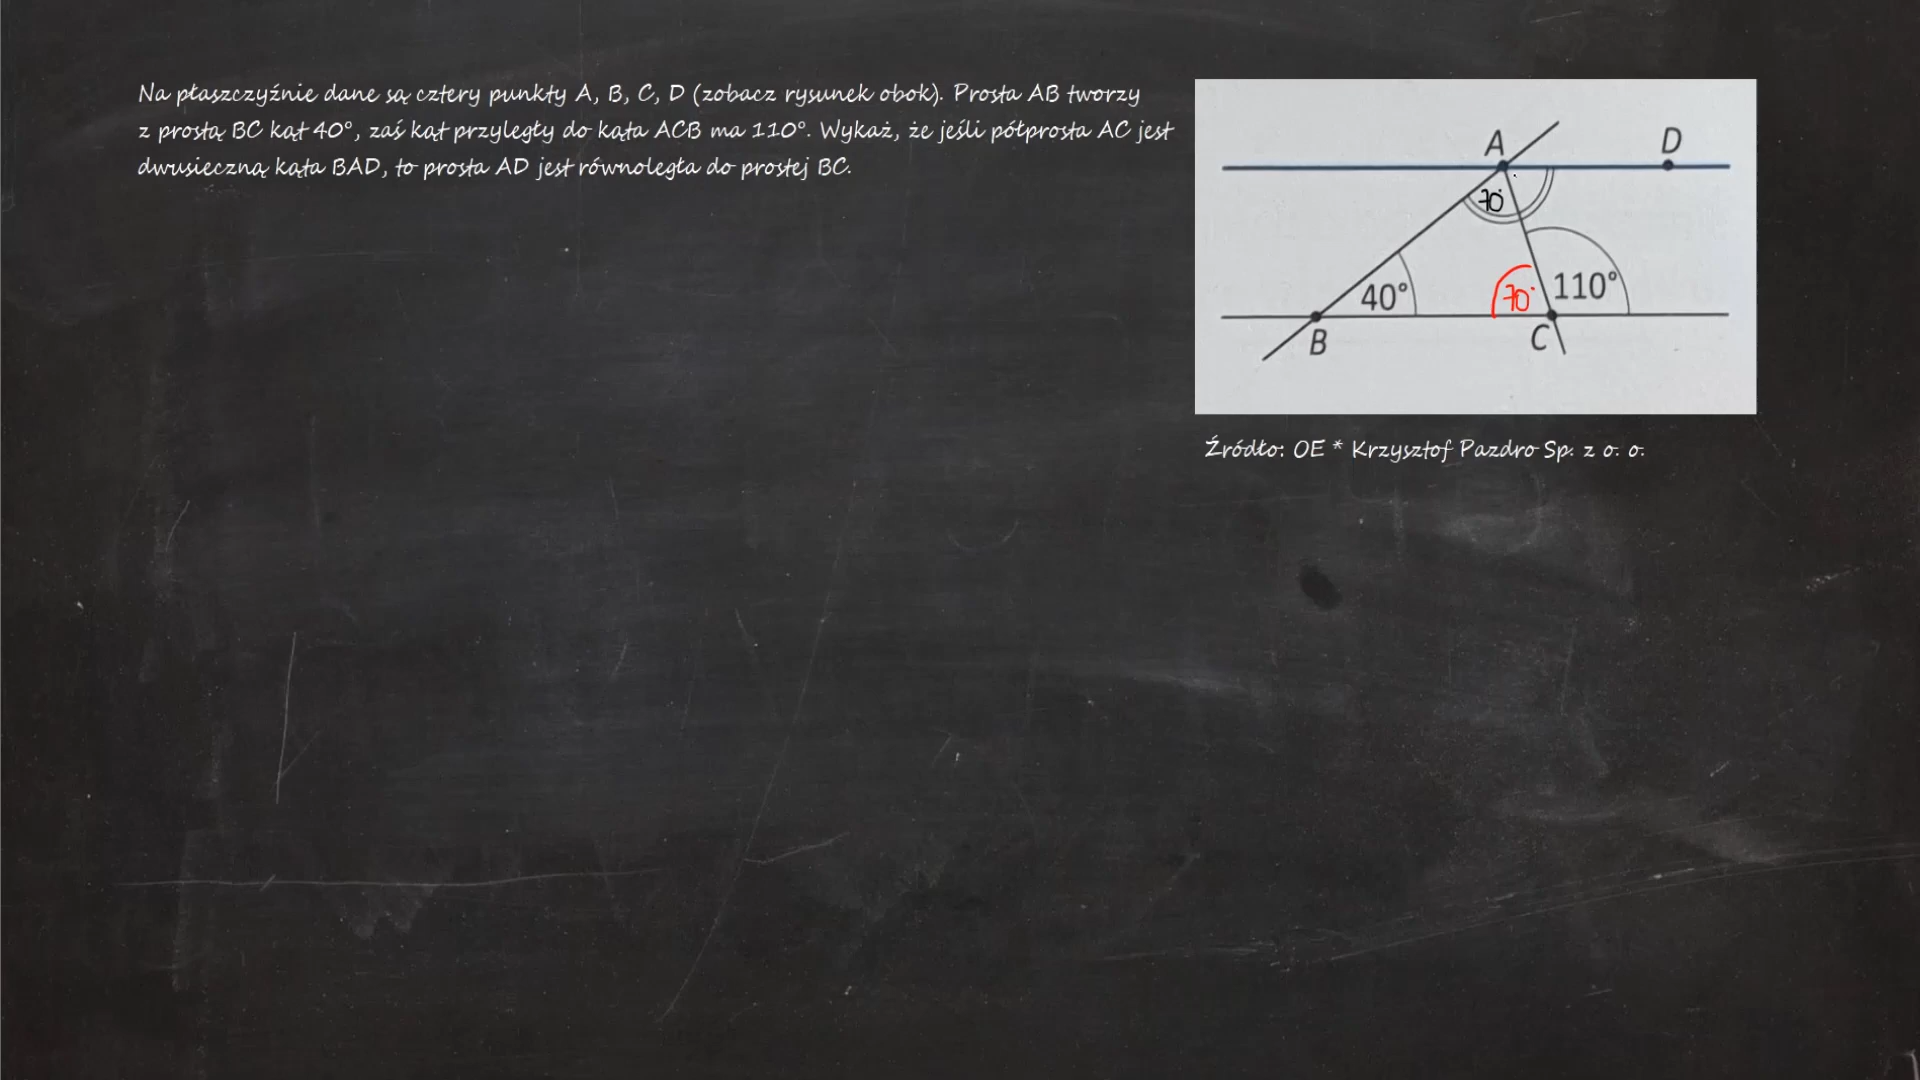 Na płaszczyźnie dane są cztery punkty A, B, C, D (zobacz rysunek obok). Prosta AB tworzy
z prostą BC kąt 40°, zaś kąt przyległy do kąta ACB ma 110°. Wykaż, że jeśli półprosta AC jest
dwusieczną kąta BAD, to prosta AD jest równoległa do prostej BC.
A
D
70°
40°
70°
110°
B
C
Źródło: OE * Krzysztof Pazdro Sp. z o. o.